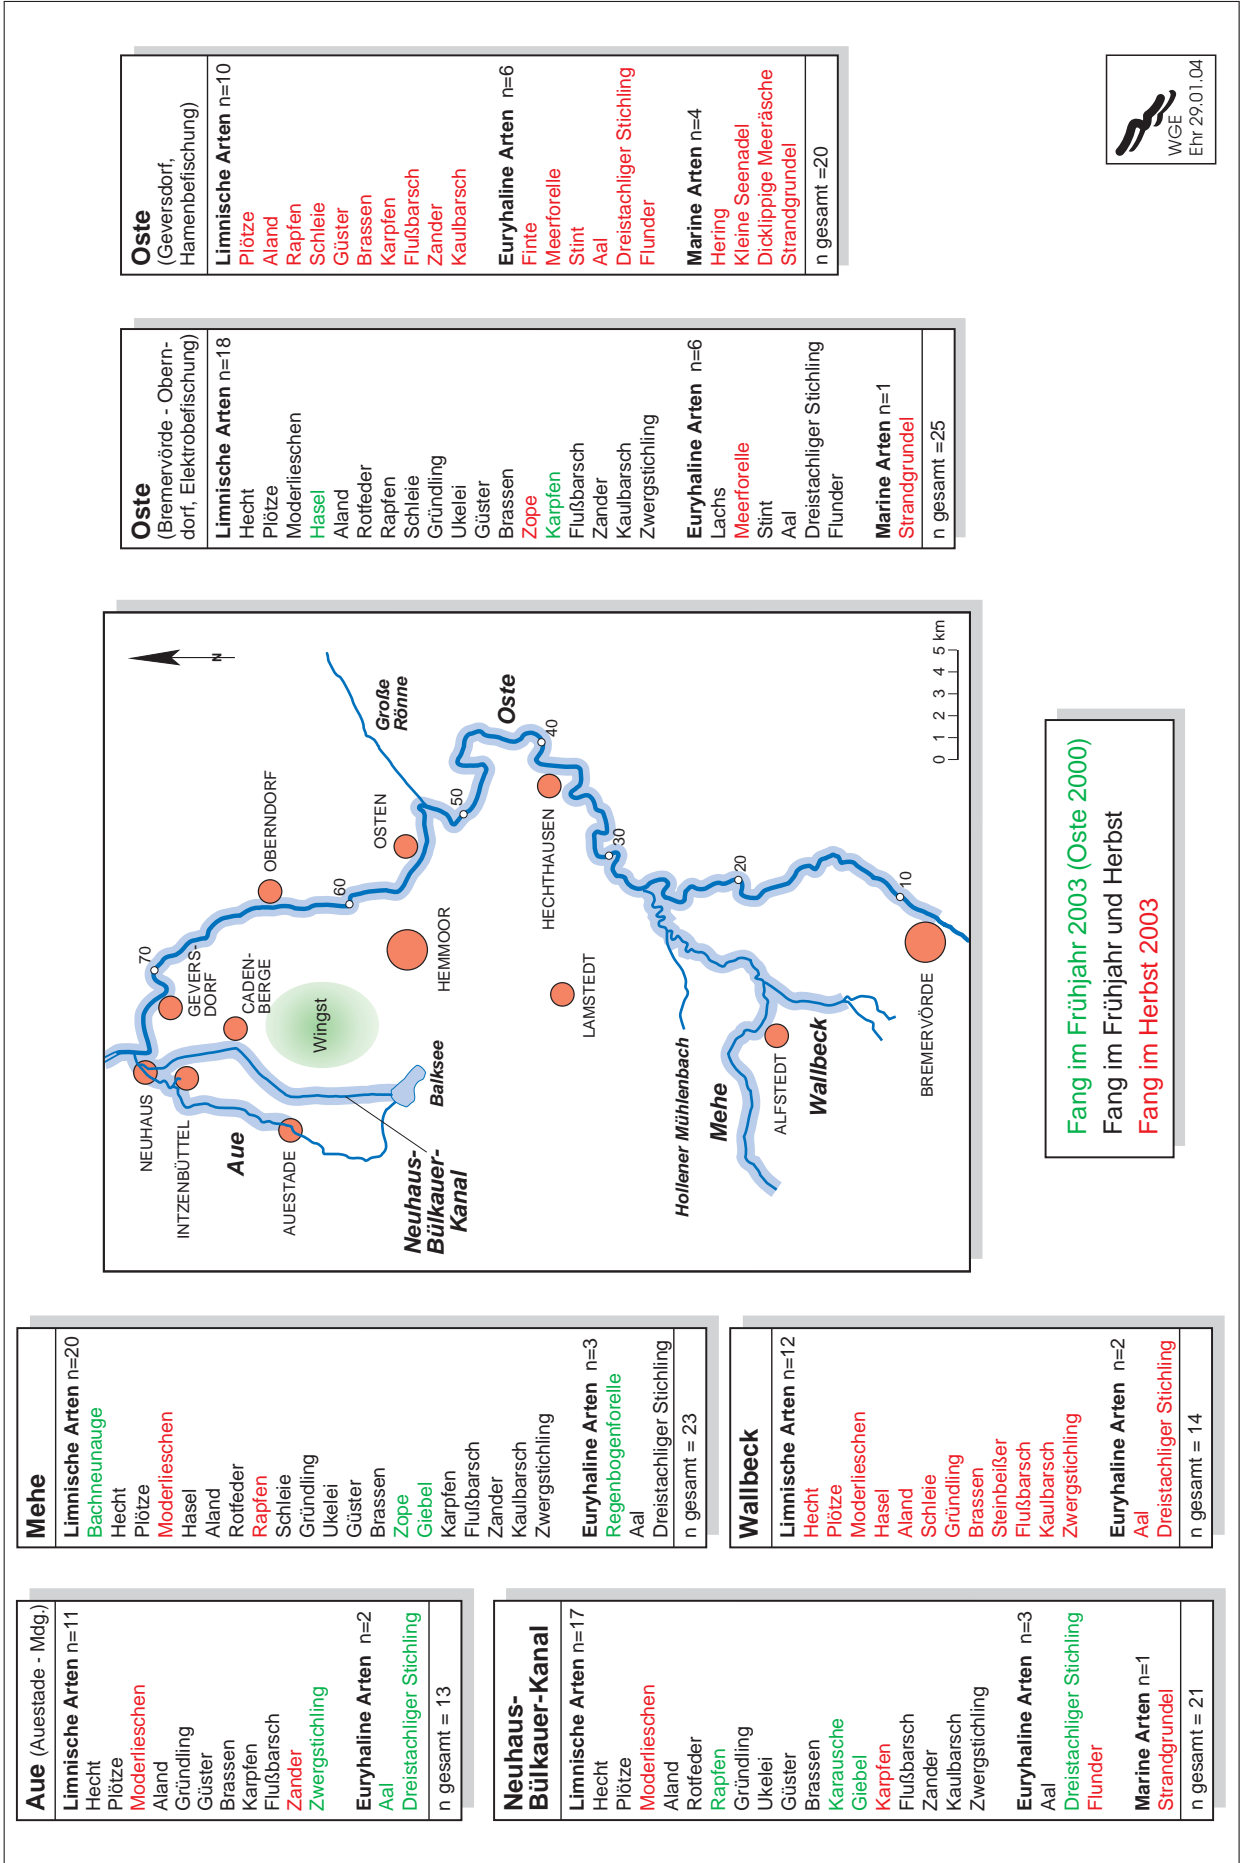 Aue (Auestade - Mdg.)
Limnische Arten n=11
Hecht
Plötze
Moderlieschen
Aland
Gründling
Güster
Brassen
Karpfen
Flußbarsch
Zander
Zwergstichling
Euryhaline Arten n=2
Aal
Dreistachliger Stichling
n gesamt = 13
Neuhaus-
Bülkauer-Kanal
Limnische Arten n=17
Hecht
Plötze
Moderlieschen
Aland
Rotfeder
Rapfen
Gründling
Ukelei
Güster
Brassen
Karausche
Giebel
Karpfen
Flußbarsch
Zander
Kaulbarsch
Zwergstichling
Euryhaline Arten n=3
Aal
Dreistachliger Stichling
Flunder
Marine Arten n=1
Strandgrundel
n gesamt = 21
Mehe
Limnische Arten n=20
Bachneunauge
Hecht
Plötze
Moderlieschen
Hasel
Aland
Rotfeder
Rapfen
Schleie
Gründling
Ukelei
Güster
Brassen
Zope
Giebel
Karpfen
Flußbarsch
Zander
Kaulbarsch
Zwergstichling
Euryhaline Arten n=3
Regenbogenforelle
Aal
Dreistachliger Stichling
n gesamt = 23
Wallbeck
Limnische Arten n=12
Hecht
Plötze
Moderlieschen
Hasel
Aland
Schleie
Gründling
Brassen
Steinbeißer
Flußbarsch
Kaulbarsch
Zwergstichling
Euryhaline Arten n=2
Aal
Dreistachliger Stichling
n gesamt = 14
N
NEUHAUS
INTZENBÜTTEL
Aue
AUESTADE
Neuhaus-
Bülkauer-
Kanal
Balksee
70
GEVERS-
DORF
CADEN-
BERGE
Wingst
OBERNDORF
60
OSTEN
HEMMOOR
Große
Rönne
50
Oste
40
HECHTHAUSEN
LAMSTEDT
30
Hollener Mühlenbach
Mehe
20
ALFSTEDT
Wallbeck
10
BREMERVÖRDE
0 1 2 3 4 5 km
Oste
(Bremervörde - Obern-
dorf, Elektrobefischung)
Limnische Arten n=18
Hecht
Plötze
Moderlieschen
Hasel
Aland
Rotfeder
Rapfen
Schleie
Gründling
Ukelei
Güster
Brassen
Zope
Karpfen
Flußbarsch
Zander
Kaulbarsch
Zwergstichling
Euryhaline Arten n=6
Lachs
Meerforelle
Stint
Aal
Dreistachliger Stichling
Flunder
Marine Arten n=1
Strandgrundel
n gesamt =25
Oste
(Geversdorf,
Hamenbefischung)
Limnische Arten n=10
Plötze
Aland
Rapfen
Schleie
Güster
Brassen
Karpfen
Flußbarsch
Zander
Kaulbarsch
Euryhaline Arten n=6
Finte
Meerforelle
Stint
Aal
Dreistachliger Stichling
Flunder
Marine Arten n=4
Hering
Kleine Seenadel
Dicklippige Meeräsche
Strandgrundel
n gesamt =20
Fang im Frühjahr 2003 (Oste 2000)
Fang im Frühjahr und Herbst
Fang im Herbst 2003
WGE
Ehr 29.01.04